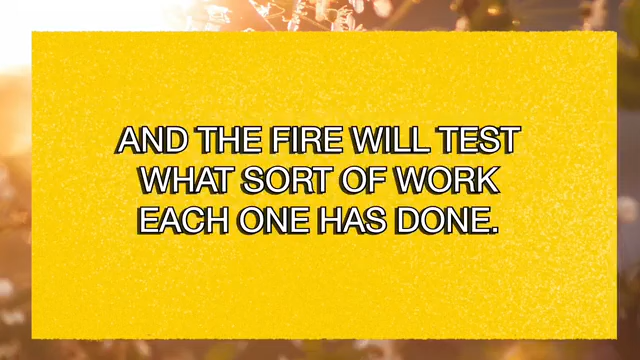 AND THE FIRE WILL TEST
WHAT SORT OF WORK
EACH ONE HAS DONE.